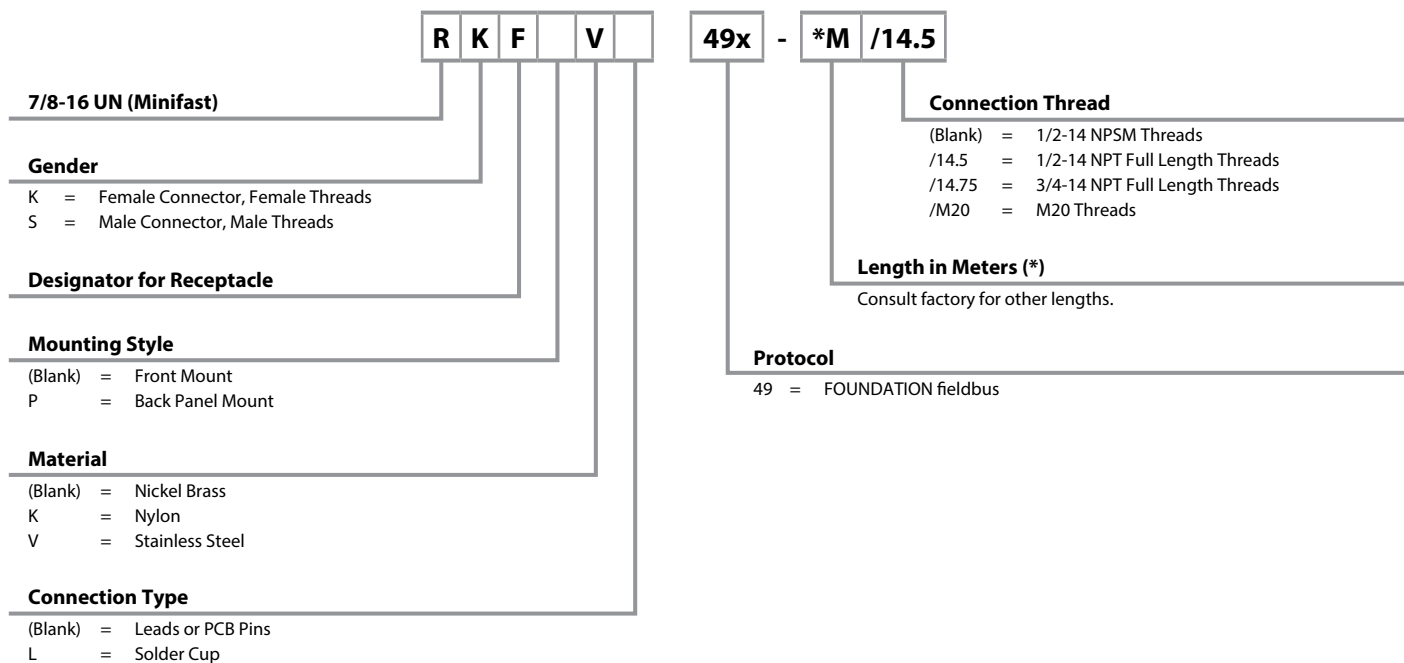 R K F V 49x - *M /14.5
7/8-16 UN (Minifast)
Gender
K = Female Connector, Female Threads
S = Male Connector, Male Threads
Designator for Receptacle
Mounting Style
(Blank) = Front Mount
P = Back Panel Mount
Material
(Blank) = Nickel Brass
K = Nylon
V = Stainless Steel
Connection Type
(Blank) = Leads or PCB Pins
L = Solder Cup
Connection Thread
(Blank) = 1/2-14 NPSM Threads
/14.5 = 1/2-14 NPT Full Length Threads
/14.75 = 3/4-14 NPT Full Length Threads
/M20 = M20 Threads
Length in Meters (*)
Consult factory for other lengths.
Protocol
49 = FOUNDATION fieldbus